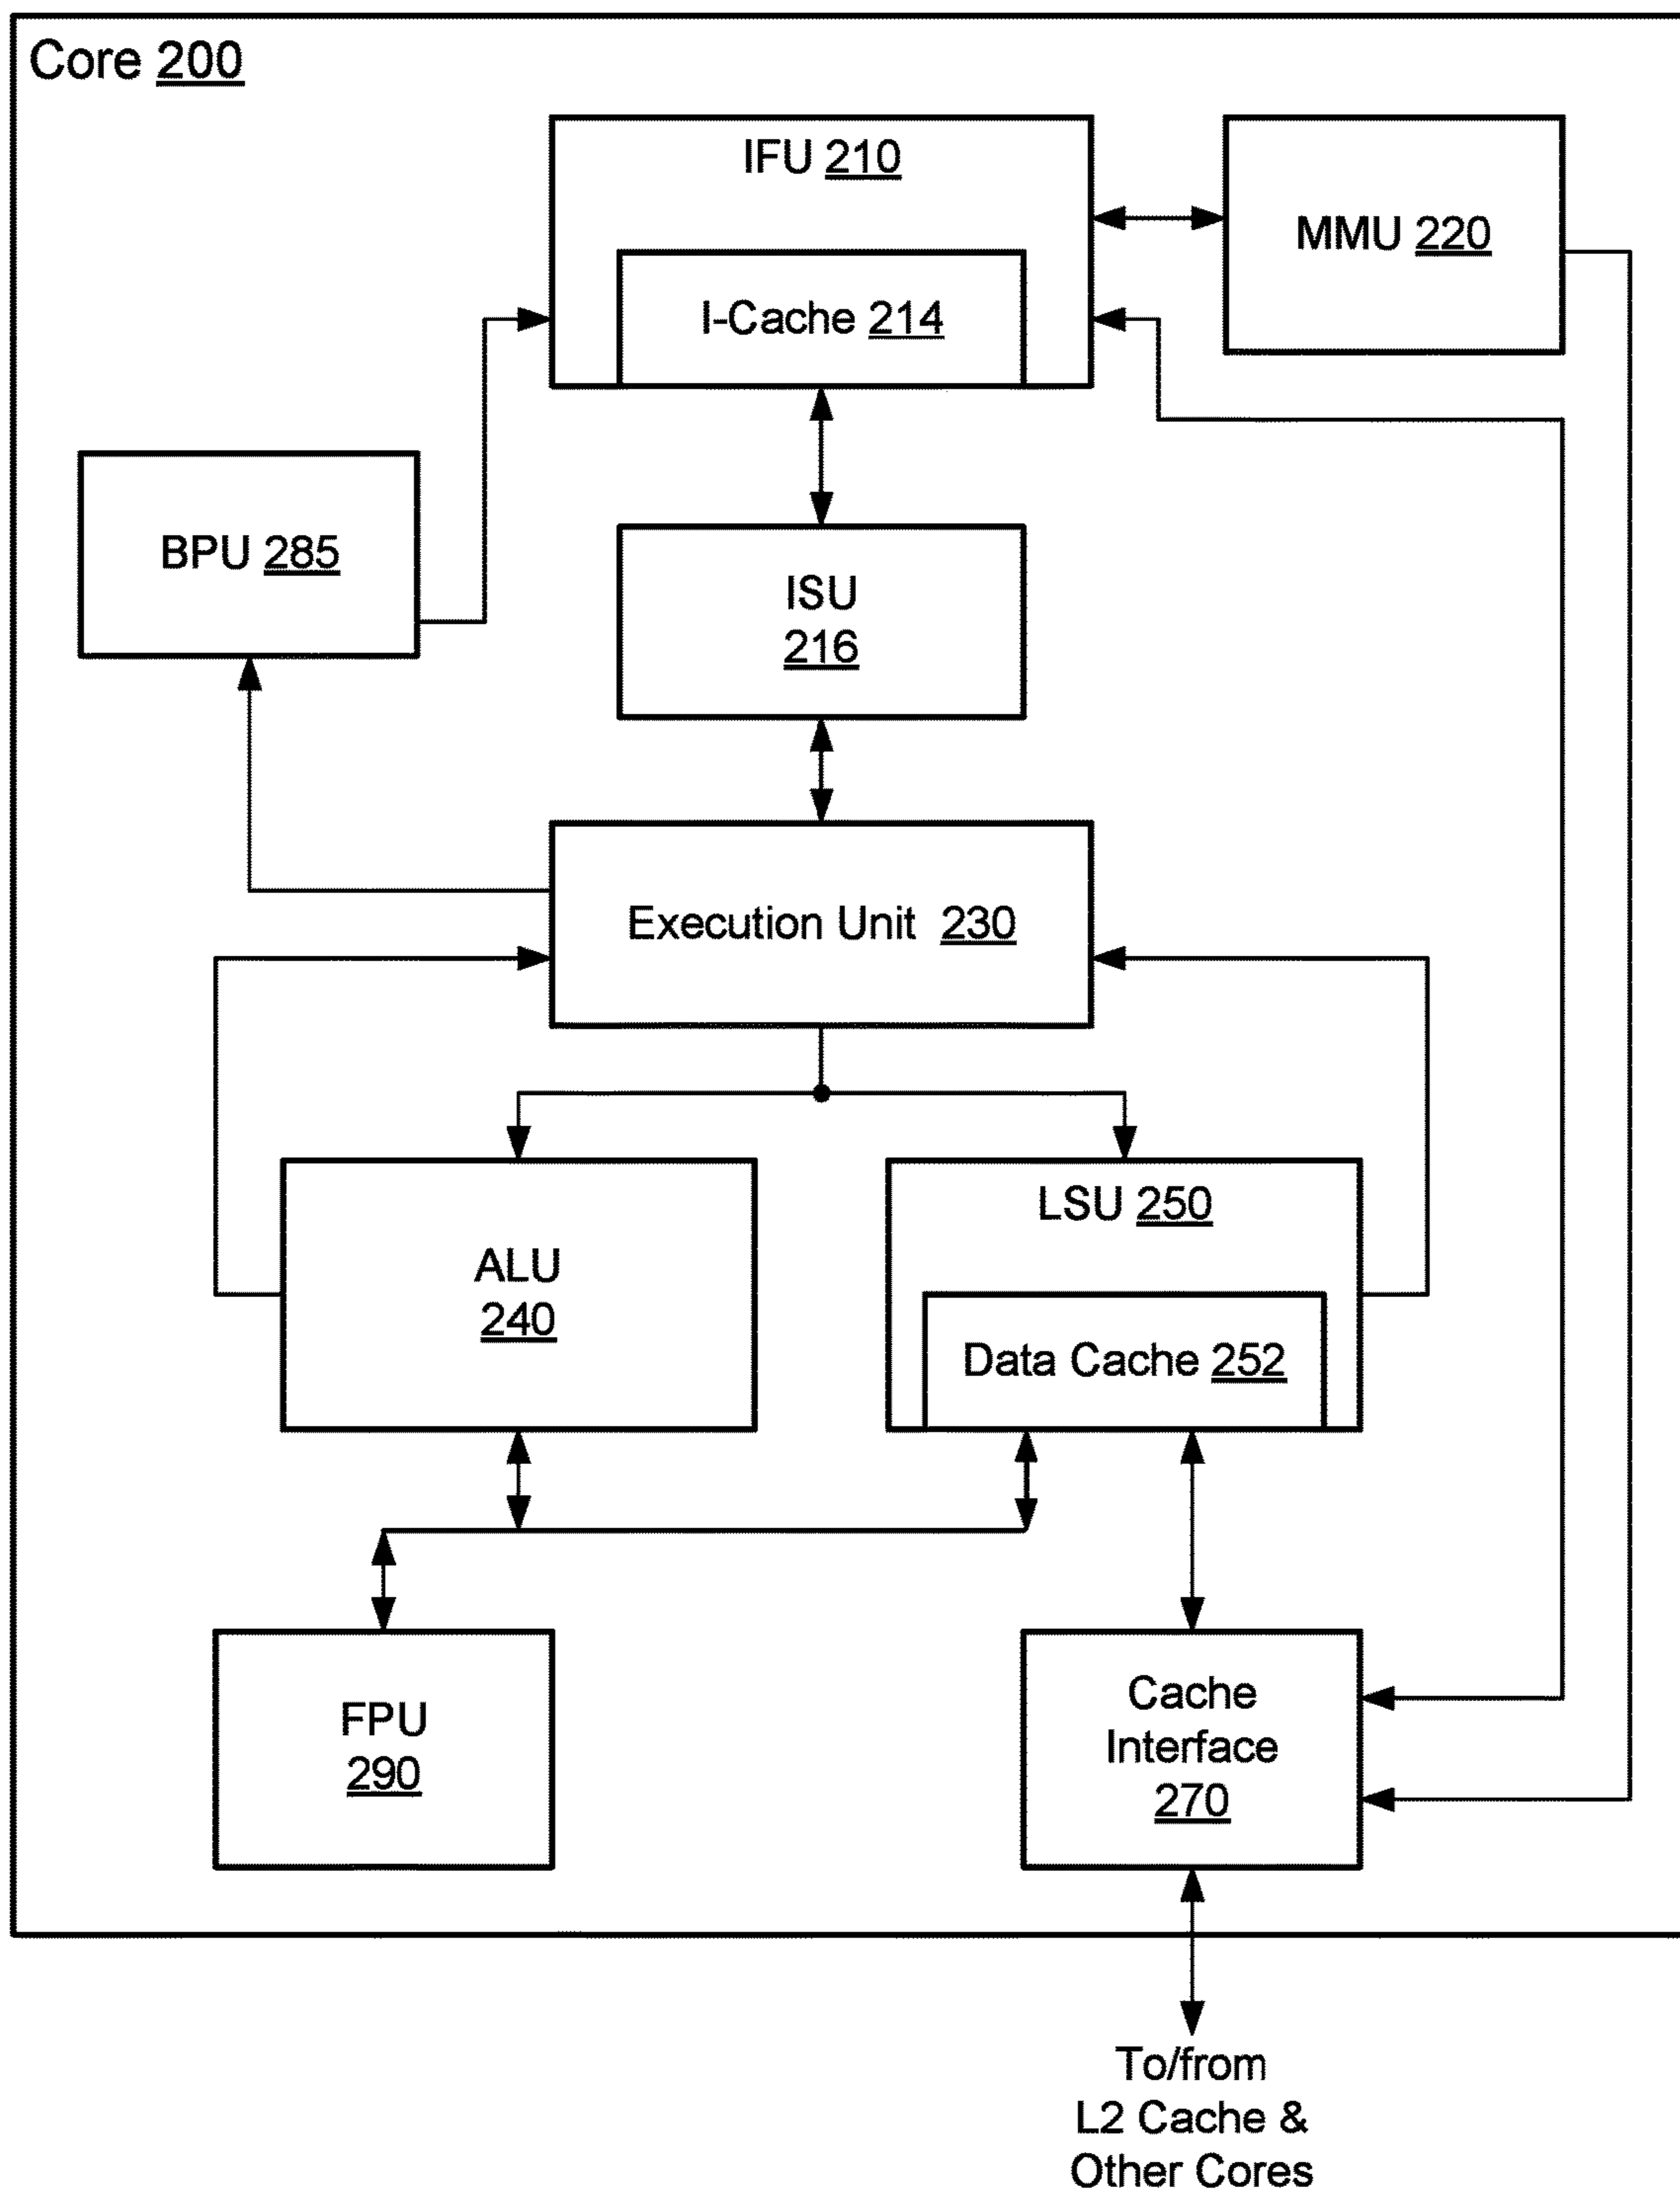 Core 200
IFU 210
MMU 220
I-Cache 214
BPU 285
ISU
216
Execution Unit 230
ALU
240
LSU 250
Data Cache 252
FPU
290
Cache
Interface
270
To/from
L2 Cache &
Other Cores